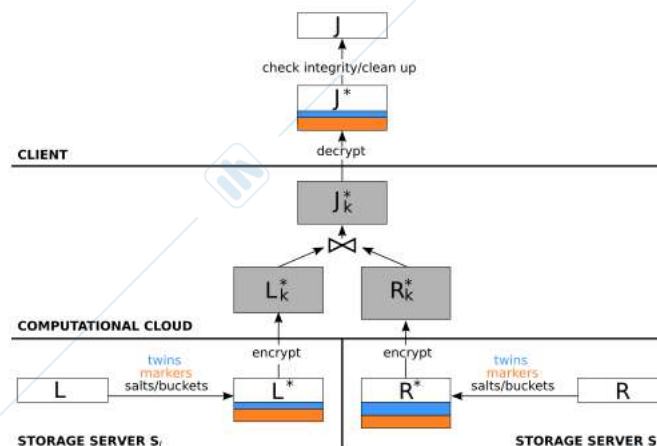 J
check integrity/clean up
J*
CLIENT
decrypt
J*k
L*k
R*k
COMPUTATIONAL CLOUD
encrypt
encrypt
twins
markers
salts/buckets
twins
markers
salts/buckets
L
L*
R*
R
STORAGE SERVER Sl
STORAGE SERVER S